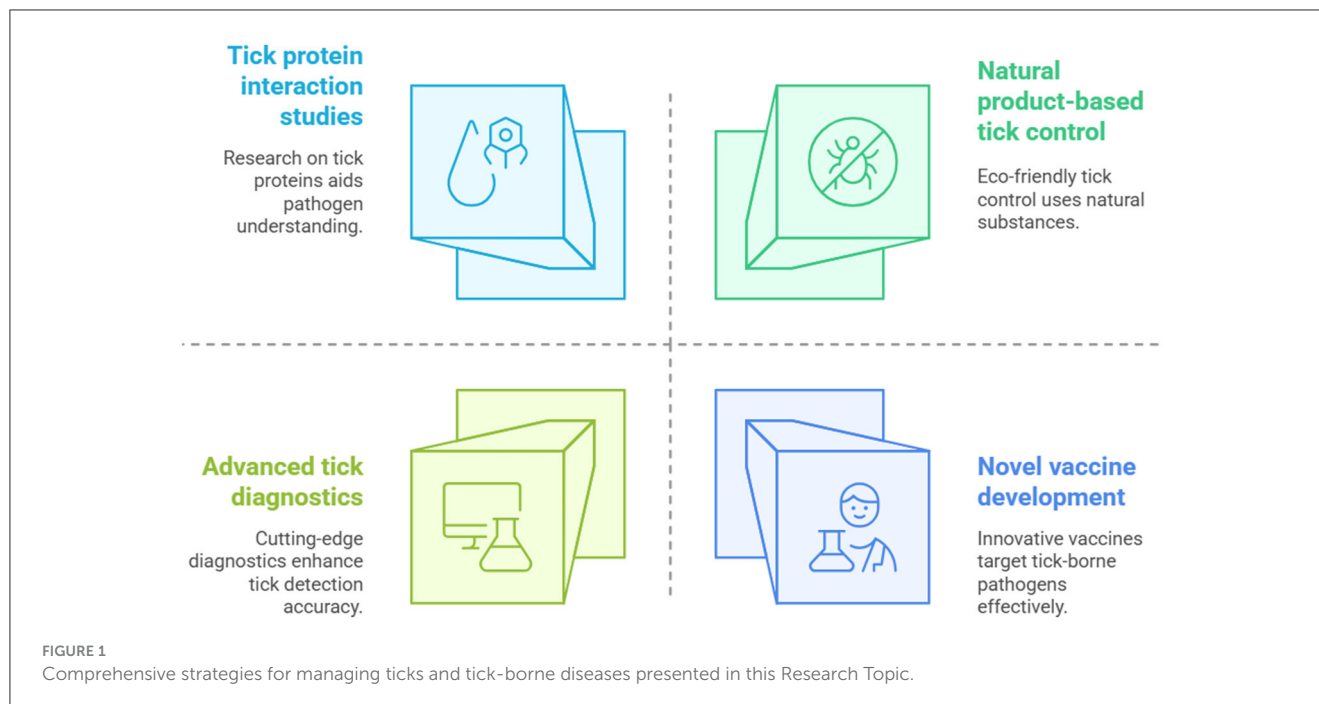 Tick protein
interaction
studies
Research on tick
proteins aids
pathogen
understanding.
Natural
product-based
tick control
Eco-friendly tick
control uses natural
substances.
Advanced tick
diagnostics
Cutting-edge
diagnostics enhance
tick detection
accuracy.
Novel vaccine
development
Innovative vaccines
target tick-borne
pathogens
effectively.
FIGURE 1
Comprehensive strategies for managing ticks and tick-borne diseases presented in this Research Topic.